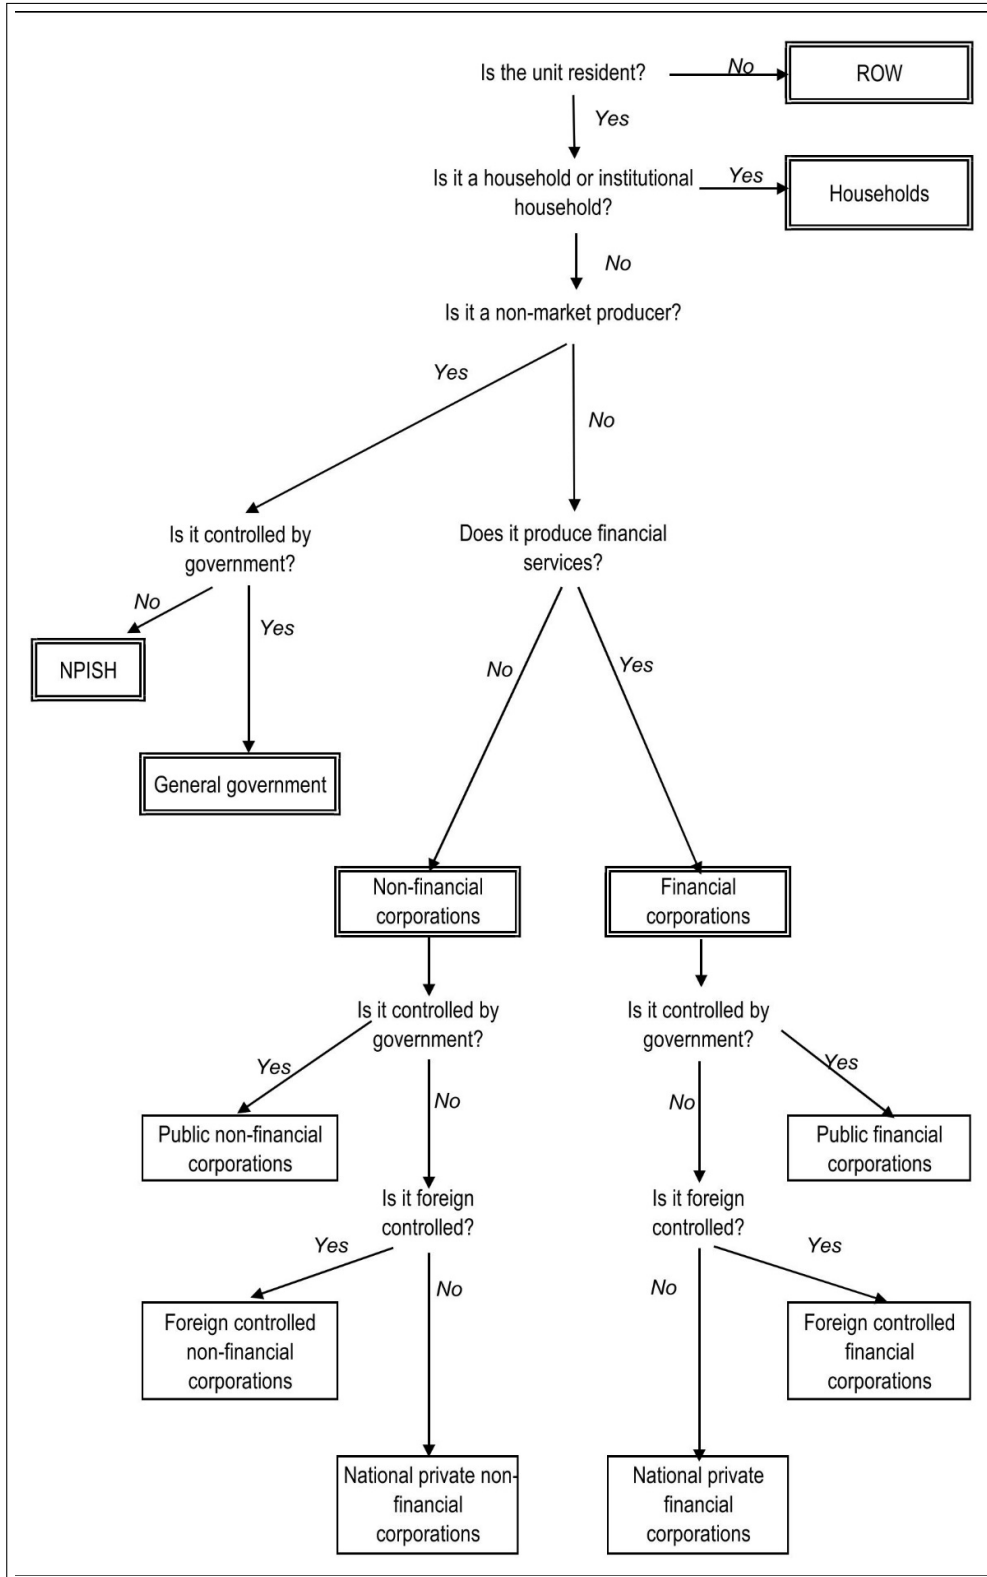 Is the unit resident?
No
ROW
Yes
Is it a household or institutional
household?
Yes
Households
No
Is it a non-market producer?
Yes
No
Is it controlled by
government?
Does it produce financial
services?
No
Yes
NPISH
No
Yes
General government
Non-financial
corporations
Financial
corporations
Is it controlled by
government?
Is it controlled by
government?
Yes
No
No
Yes
Public non-financial
corporations
Public financial
corporations
Is it foreign
controlled?
Is it foreign
controlled?
Yes
No
No
Yes
Foreign controlled
non-financial
corporations
Foreign controlled
financial
corporations
National private non-
financial
corporations
National private
financial
corporations